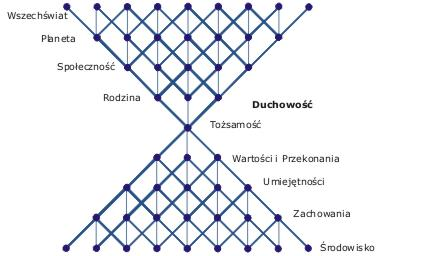 Wszechświat
Planeta
Społeczność
Rodzina
Duchowość
Tożsamość
Wartości i Przekonania
Umiejętności
Zachowania
Środowisko